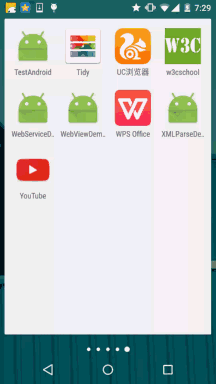 7:29
TestAndroid
Tidy
UC浏览器
W3C
w3cschool
WebServiceD..
WebViewDem..
WPS Office
XMLParseDe..
YouTube